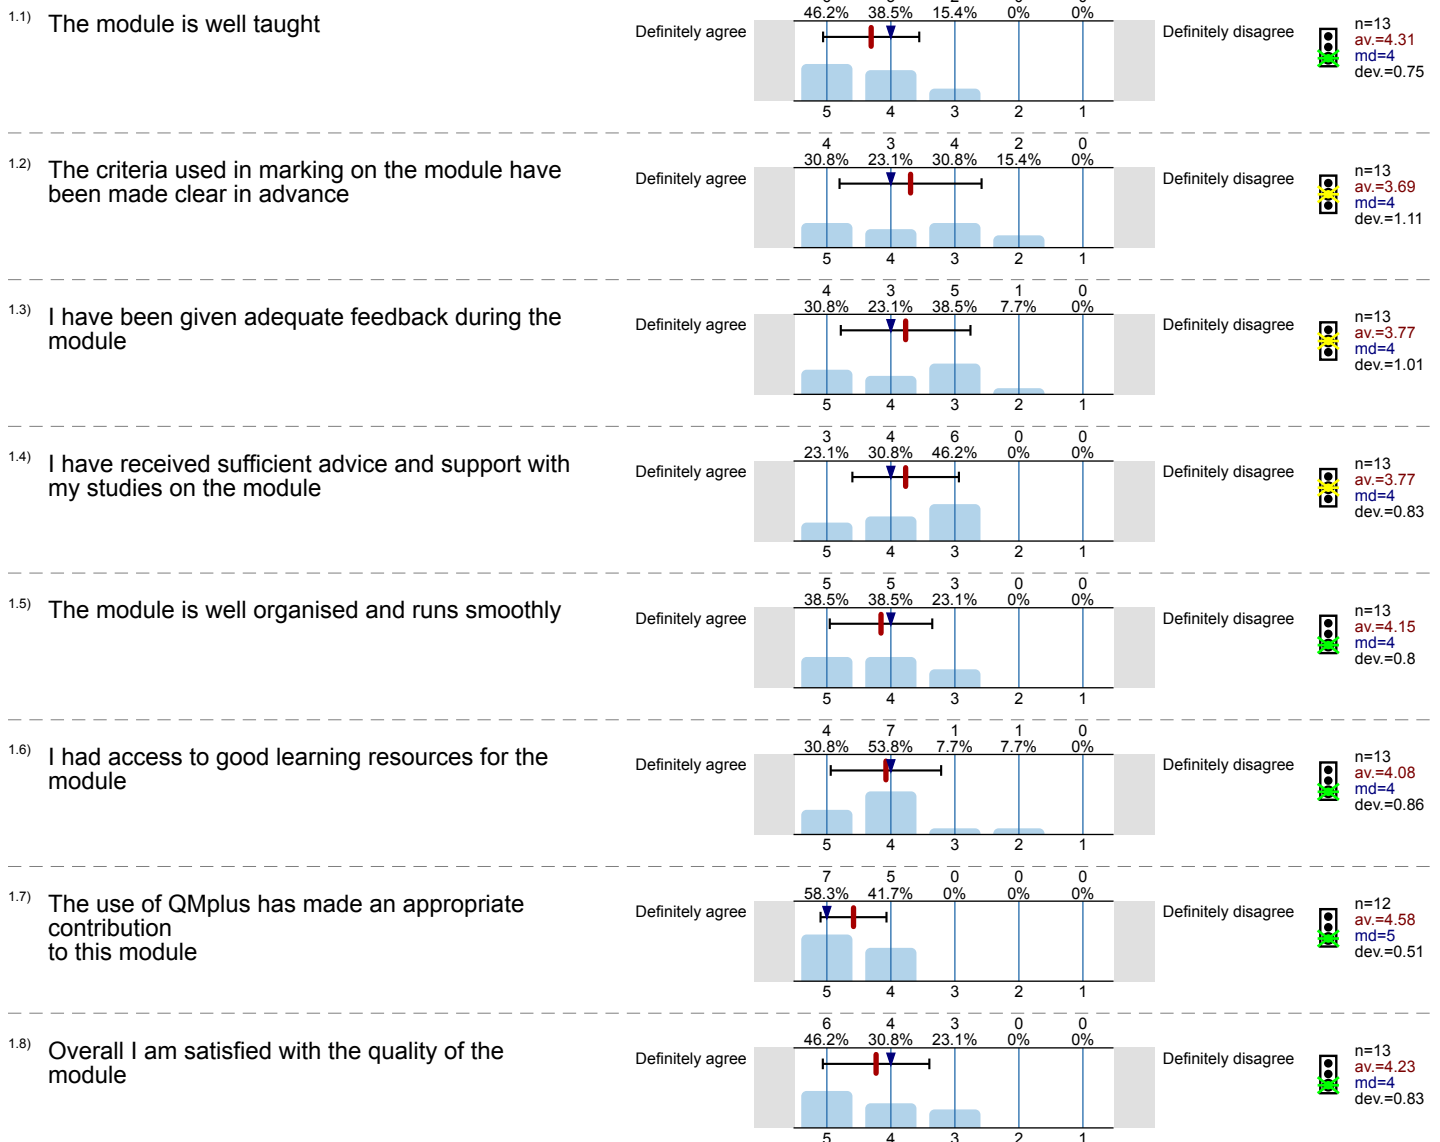 46.2% 38.5% 15.4% 0% 0%
1.1) The module is well taught
Definitely agree
Definitely disagree
n=13
av.=4.31
md=4
dev.=0.75
5 4 3 2 1
4 3 4 2 0
30.8% 23.1% 30.8% 15.4% 0%
1.2) The criteria used in marking on the module have
been made clear in advance
Definitely agree
Definitely disagree
n=13
av.=3.69
md=4
dev.=1.11
5 4 3 2 1
4 3 5 1 0
30.8% 23.1% 38.5% 7.7% 0%
1.3) I have been given adequate feedback during the
module
Definitely agree
Definitely disagree
n=13
av.=3.77
md=4
dev.=1.01
5 4 3 2 1
3 4 6 0 0
23.1% 30.8% 46.2% 0% 0%
1.4) I have received sufficient advice and support with
my studies on the module
Definitely agree
Definitely disagree
n=13
av.=3.77
md=4
dev.=0.83
5 4 3 2 1
5 5 3 0 0
38.5% 38.5% 23.1% 0% 0%
1.5) The module is well organised and runs smoothly
Definitely agree
Definitely disagree
n=13
av.=4.15
md=4
dev.=0.8
5 4 3 2 1
4 7 1 1 0
30.8% 53.8% 7.7% 7.7% 0%
1.6) I had access to good learning resources for the
module
Definitely agree
Definitely disagree
n=13
av.=4.08
md=4
dev.=0.86
5 4 3 2 1
7 5 0 0 0
58.3% 41.7% 0% 0% 0%
1.7) The use of QMplus has made an appropriate
contribution
to this module
Definitely agree
Definitely disagree
n=12
av.=4.58
md=5
dev.=0.51
5 4 3 2 1
6 4 3 0 0
46.2% 30.8% 23.1% 0% 0%
1.8) Overall I am satisfied with the quality of the
module
Definitely agree
Definitely disagree
n=13
av.=4.23
md=4
dev.=0.83
5 4 3 2 1